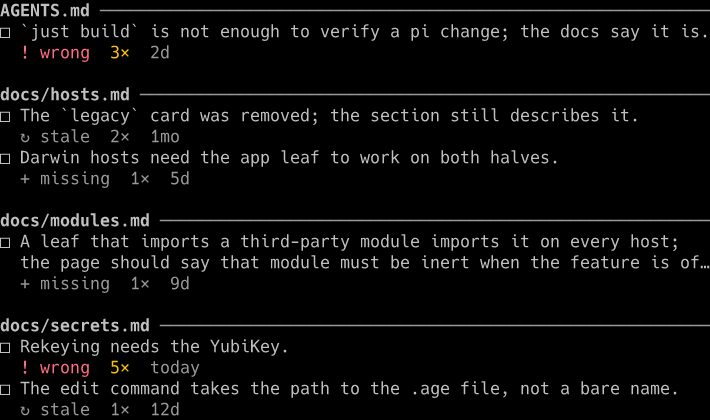 AGENTS.md
□ `just build` is not enough to verify a pi change; the docs say it is.
! wrong  3×  2d
docs/hosts.md
□ The `legacy` card was removed; the section still describes it.
↻ stale  2×  1mo
□ Darwin hosts need the app leaf to work on both halves.
+ missing  1×  5d
docs/modules.md
□ A leaf that imports a third-party module imports it on every host;
the page should say that module must be inert when the feature is of…
+ missing  1×  9d
docs/secrets.md
□ Rekeying needs the YubiKey.
! wrong  5×  today
□ The edit command takes the path to the .age file, not a bare name.
↻ stale  1×  12d